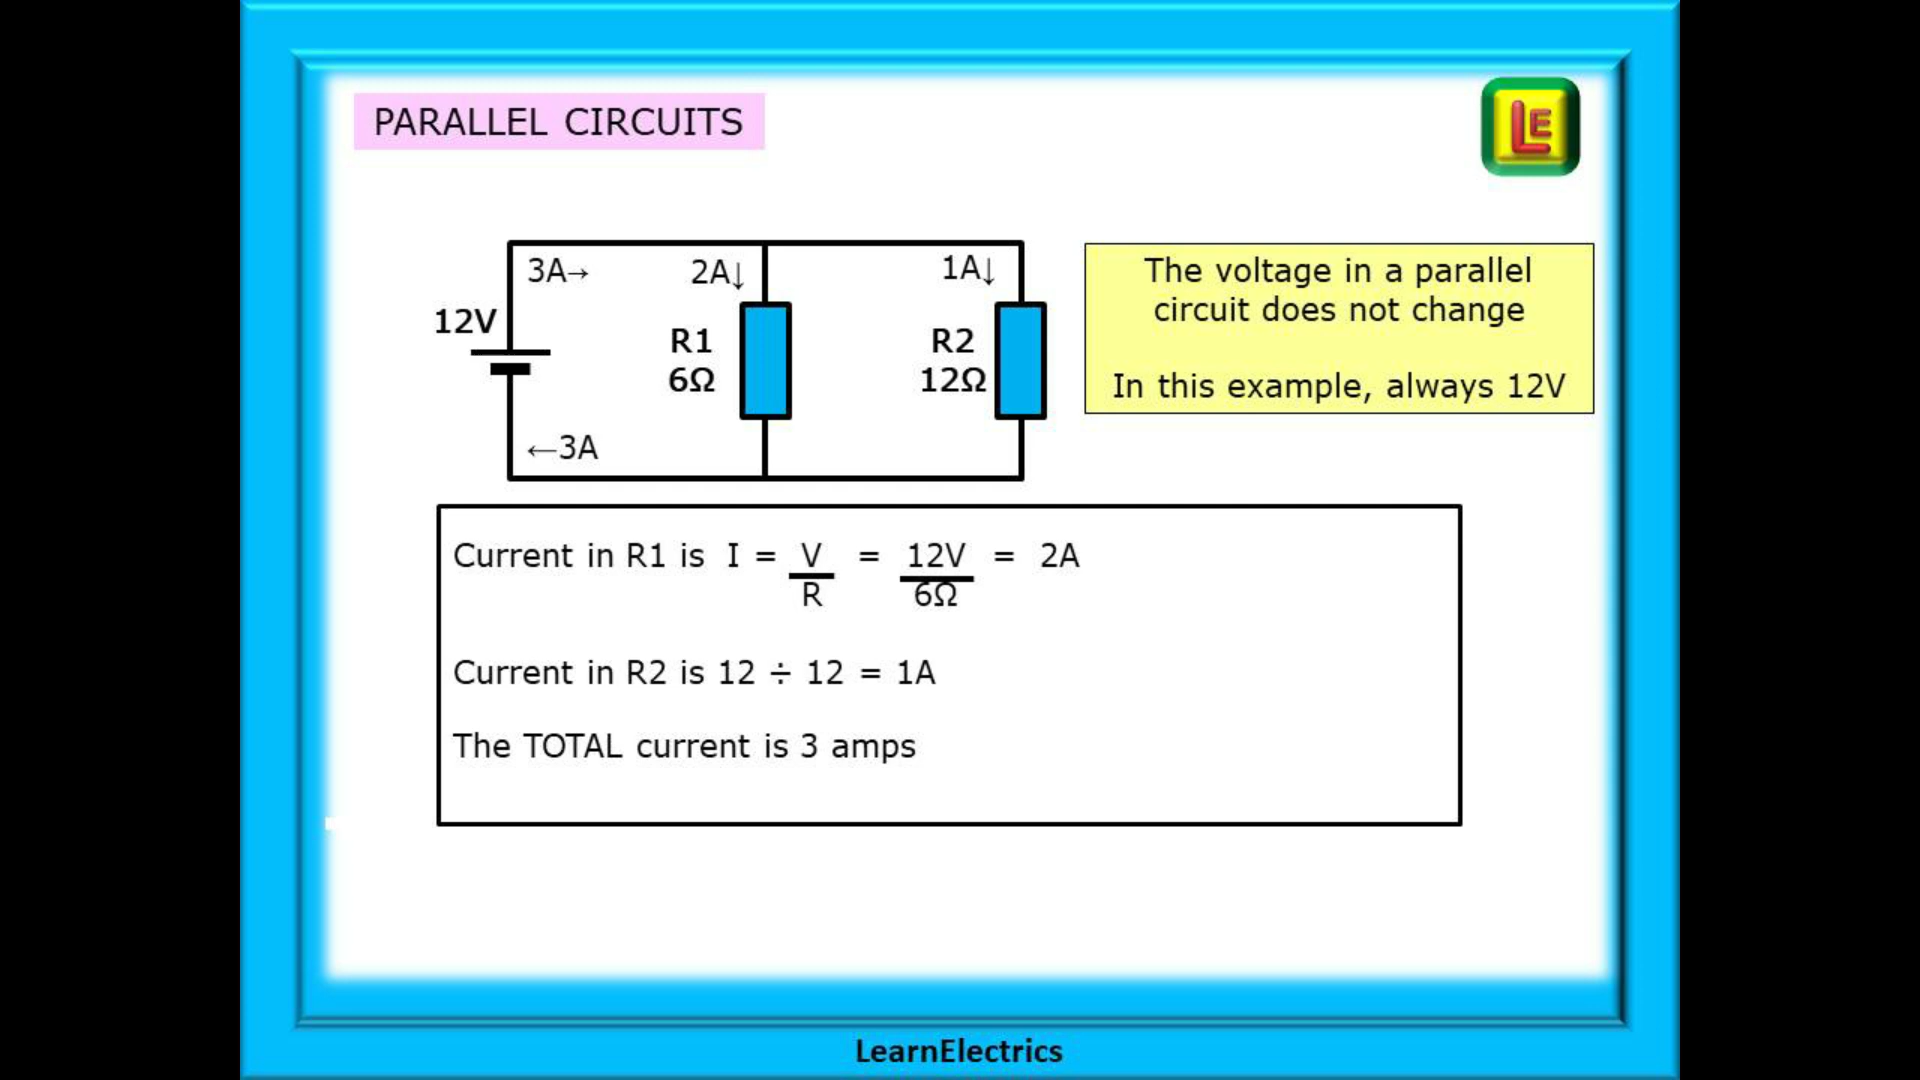 PARALLEL CIRCUITS
LE
3A→
2A↓
1A↓
12V
R1
6Ω
R2
12Ω
←3A
The voltage in a parallel
circuit does not change
In this example, always 12V
Current in R1 is I = V = 12V = 2A
R 6Ω
Current in R2 is 12 ÷ 12 = 1A
The TOTAL current is 3 amps
LearnElectrics